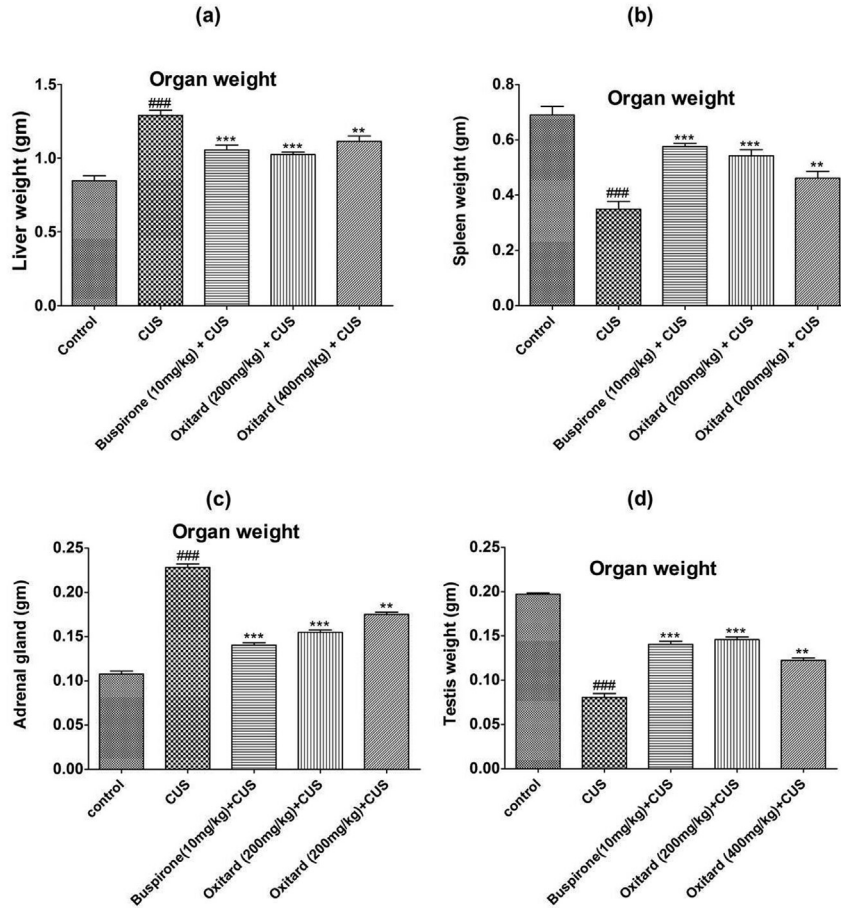 (a)
Organ weight
Liver weight (gm)
1.5
1.0
0.5
0.0
###
***
***
**
Control
CUS
Buspirone (10mg/kg) + CUS
Oxitard (200mg/kg) + CUS
Oxitard (400mg/kg) + CUS
(b)
Organ weight
Spleen weight (gm)
0.8
0.6
0.4
0.2
0.0
###
***
***
**
Control
CUS
Buspirone (10mg/kg) + CUS
Oxitard (200mg/kg) + CUS
Oxitard (200mg/kg) + CUS
(c)
Organ weight
Adrenal gland (gm)
0.25
0.20
0.15
0.10
0.05
0.00
###
***
***
**
control
CUS
Buspirone(10mg/kg)+CUS
Oxitard (200mg/kg)+CUS
Oxitard (200mg/kg)+CUS
(d)
Organ weight
Testis weight (gm)
0.25
0.20
0.15
0.10
0.05
0.00
###
***
***
**
Control
CUS
Buspirone(10mg/kg)+CUS
Oxitard (200mg/kg)+CUS
Oxitard (400mg/kg)+CUS